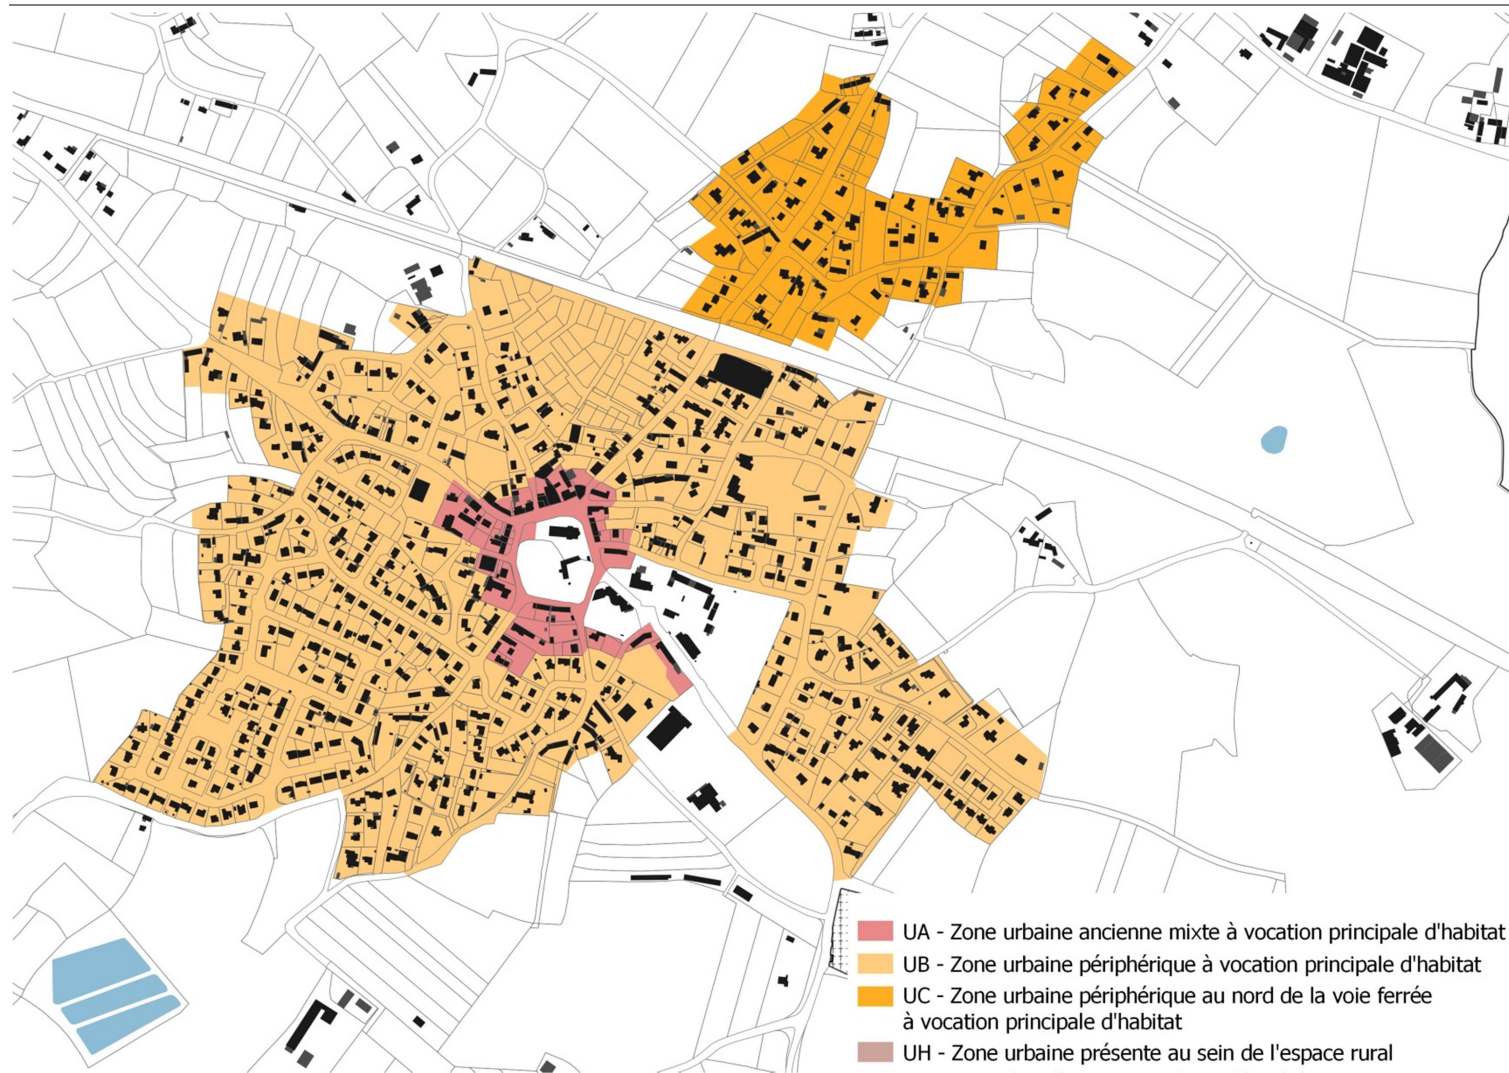 UA - Zone urbaine ancienne mixte à vocation principale d'habitat
UB - Zone urbaine périphérique à vocation principale d'habitat
UC - Zone urbaine périphérique au nord de la voie ferrée
à vocation principale d'habitat
UH - Zone urbaine présente au sein de l'espace rural